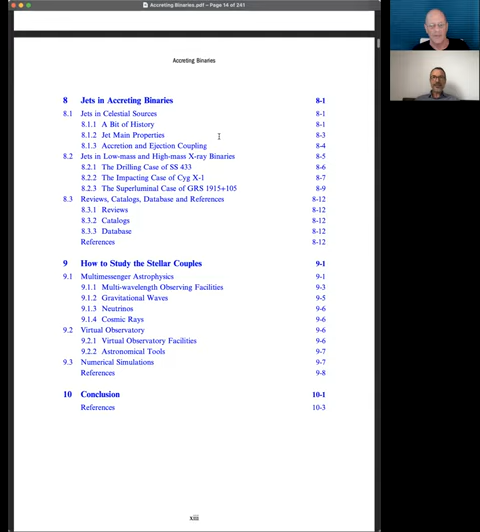 Accreting Binaries.pdf – Page 14 of 241
Accreting Binaries
8 Jets in Accreting Binaries 8-1
8.1 Jets in Celestial Sources 8-1
8.1.1 A Bit of History 8-1
8.1.2 Jet Main Properties 8-3
8.1.3 Accretion and Ejection Coupling 8-4
8.2 Jets in Low-mass and High-mass X-ray Binaries 8-5
8.2.1 The Drilling Case of SS 433 8-6
8.2.2 The Impacting Case of Cyg X-1 8-7
8.2.3 The Superluminal Case of GRS 1915+105 8-9
8.3 Reviews, Catalogs, Database and References 8-12
8.3.1 Reviews 8-12
8.3.2 Catalogs 8-12
8.3.3 Database 8-12
References 8-12
9 How to Study the Stellar Couples 9-1
9.1 Multimessenger Astrophysics 9-1
9.1.1 Multi-wavelength Observing Facilities 9-3
9.1.2 Gravitational Waves 9-5
9.1.3 Neutrinos 9-6
9.1.4 Cosmic Rays 9-6
9.2 Virtual Observatory 9-6
9.2.1 Virtual Observatory Facilities 9-6
9.2.2 Astronomical Tools 9-7
9.3 Numerical Simulations 9-7
References 9-8
10 Conclusion 10-1
References 10-3
xiii